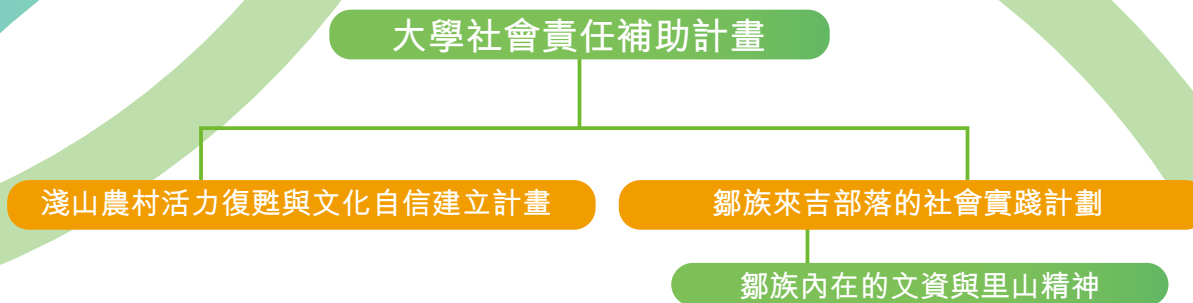 大學社會責任補助計畫
淺山農村活力復甦與文化自信建立計畫
鄒族來吉部落的社會實踐計劃
鄒族內在的文資與里山精神